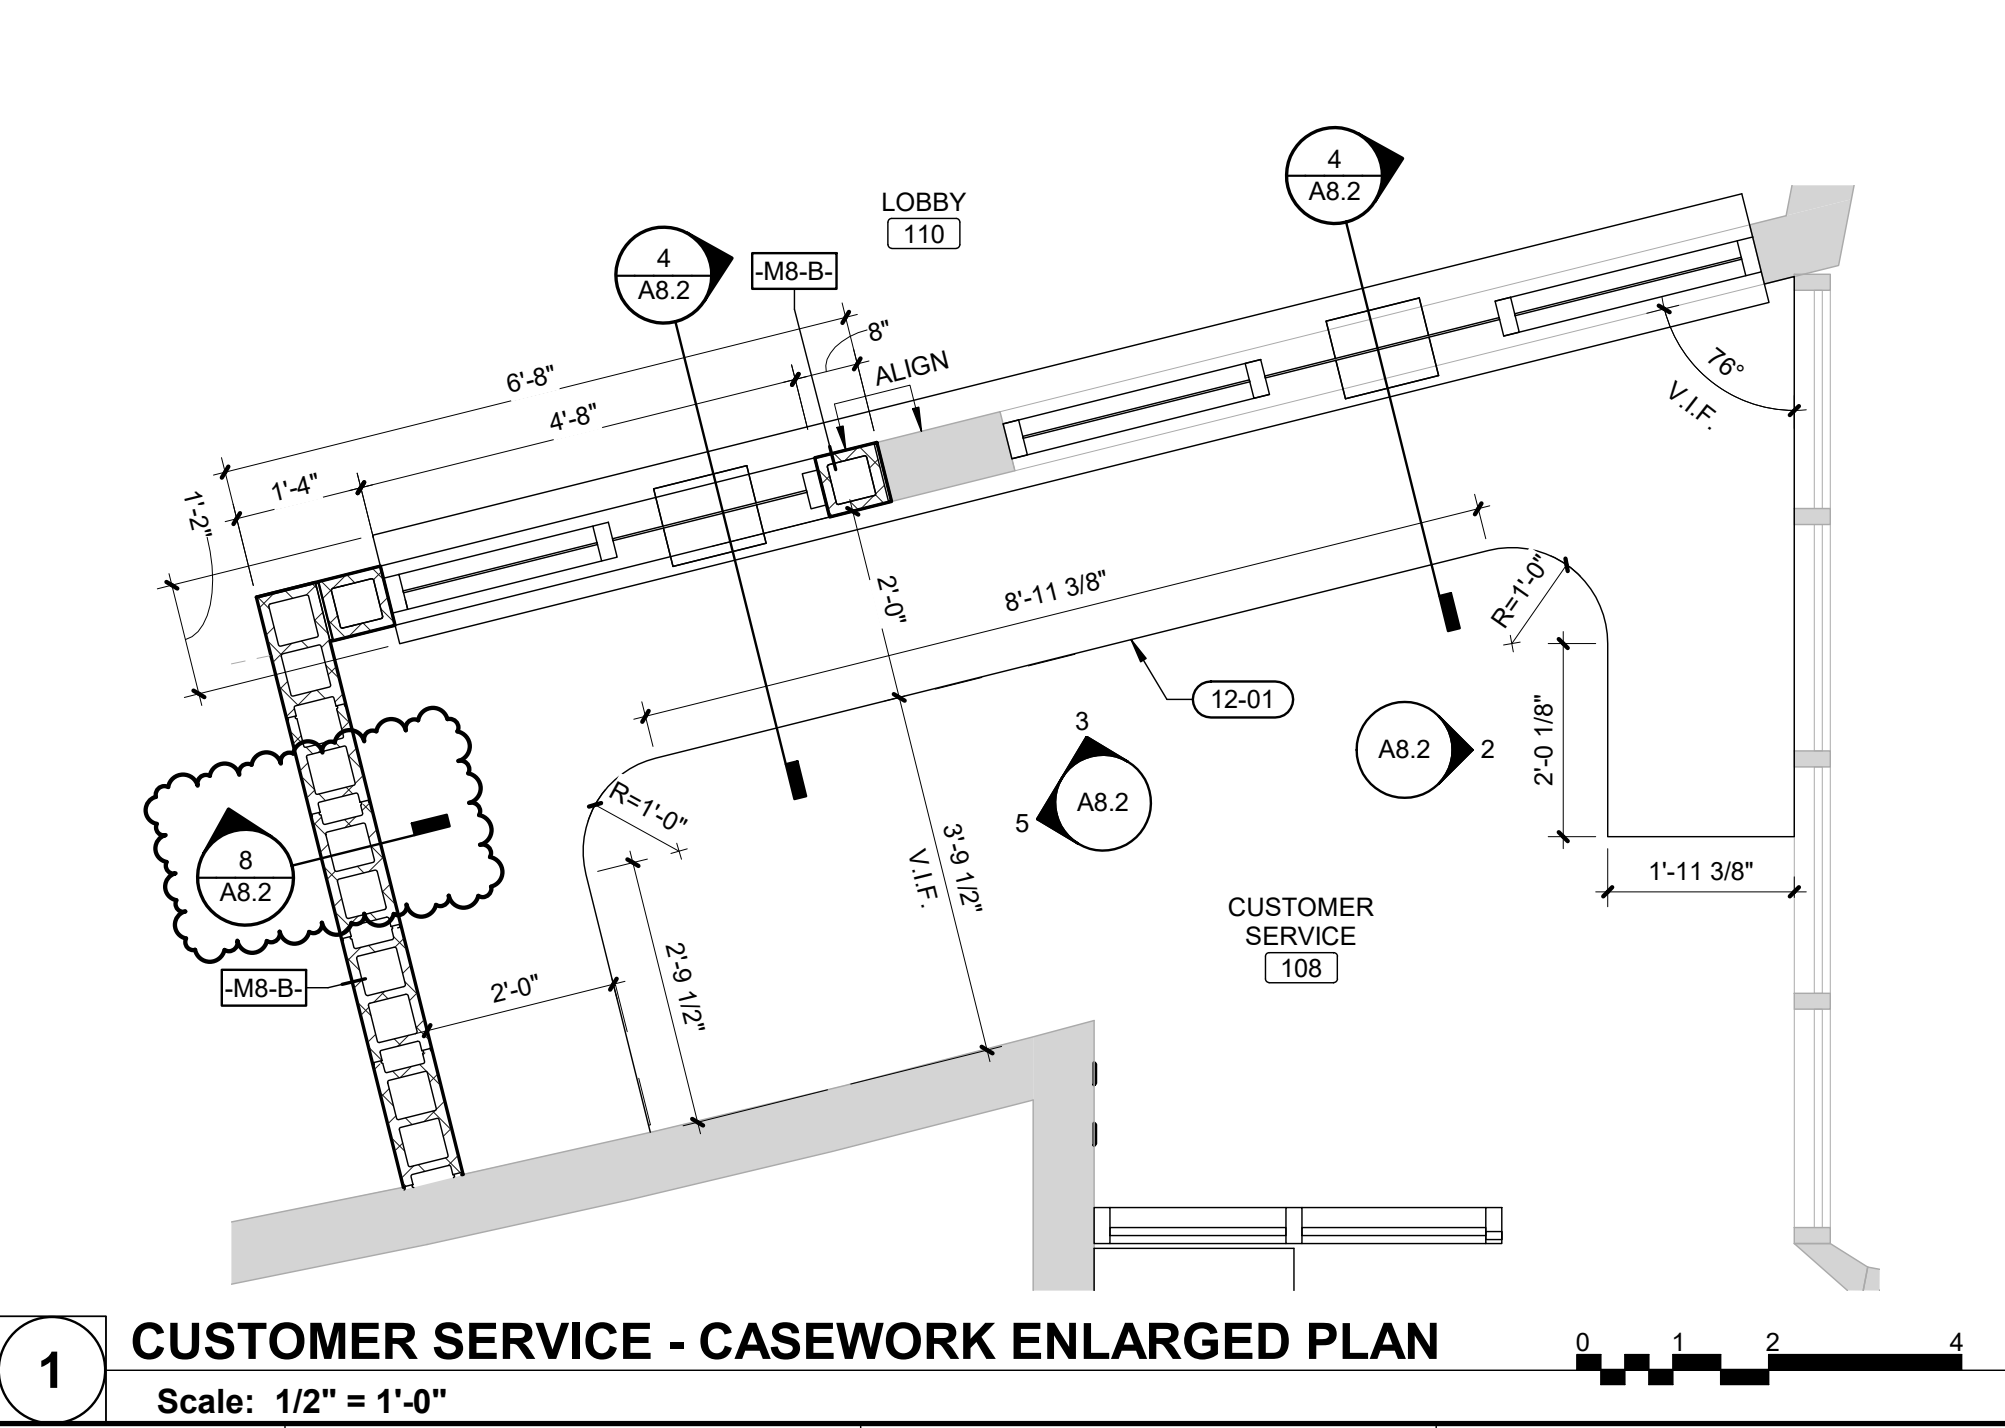 4
A8.2
LOBBY
110
4
A8.2
-M8-B-
8"
ALIGN
6'-8"
4'-8"
1'-4"
1'-2"
76°
V.I.F.
2'-0"
8'-11 3/8"
R=1'-0"
12-01
2'-0 1/8"
3
A8.2
5
A8.2
2
R=1'-0"
3'-9 1/2"
V.I.F.
8
A8.2
1'-11 3/8"
CUSTOMER
SERVICE
108
-M8-B-
2'-0"
2'-9 1/2"
1
CUSTOMER SERVICE - CASEWORK ENLARGED PLAN
Scale: 1/2" = 1'-0"
0 1 2 4